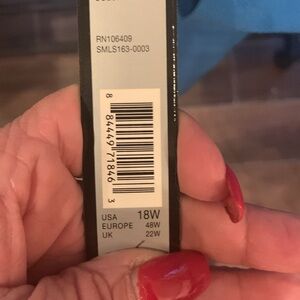 RN106409
SMLS163-0003
8 84449 71846 3
USA 18W
EUROPE 48W
UK 22W